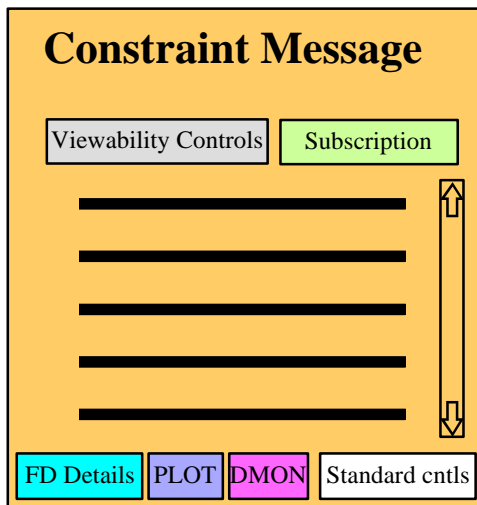 Constraint Message
Viewability Controls
Subscription
FD Details
PLOT
DMON
Standard cntls